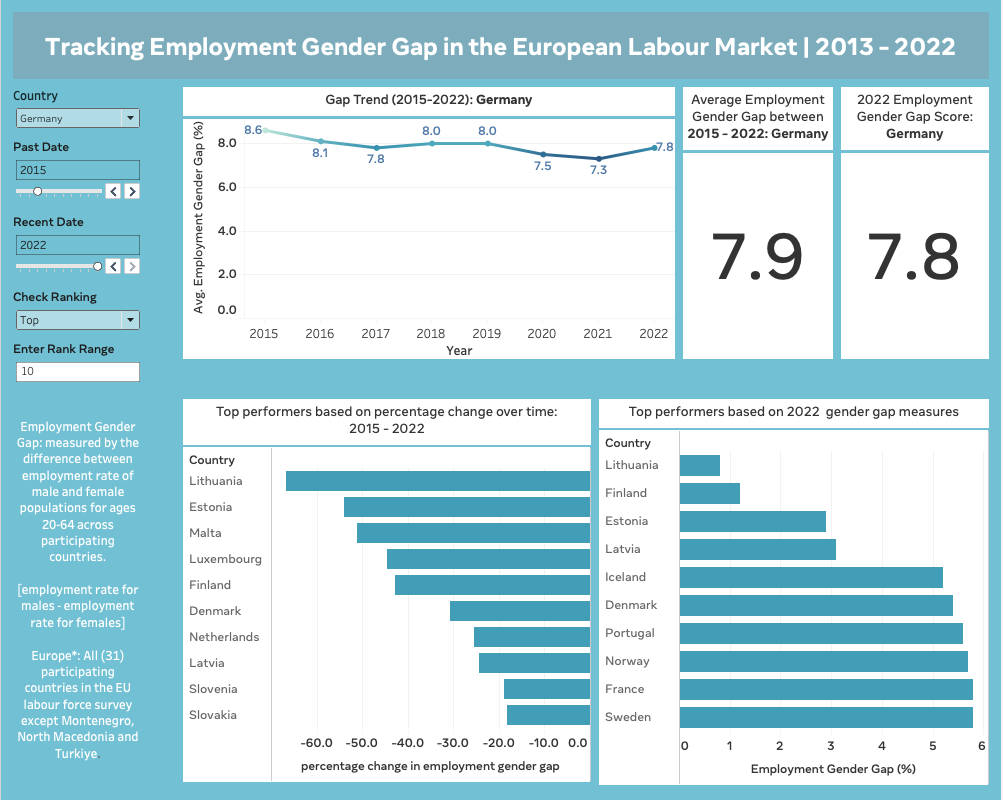 Tracking Employment Gender Gap in the European Labour Market | 2013 - 2022
Country
Germany
Past Date
2015
Recent Date
2022
Check Ranking
Top
Enter Rank Range
10
Employment Gender
Gap: measured by the
difference between
employment rate of
male and female
populations for ages
20-64 across
participating
countries.
[employment rate for
males - employment
rate for females]
Europe*: All (31)
participating
countries in the EU
labour force survey
except Montenegro,
North Macedonia and
Turkiye.
Gap Trend (2015-2022): Germany
Avg. Employment Gender Gap (%)
8.0
6.0
4.0
2.0
0.0
8.6
8.1
7.8
8.0
8.0
7.5
7.3
7.8
2015 2016 2017 2018 2019 2020 2021 2022
Year
Average Employment
Gender Gap between
2015 - 2022: Germany
7.9
2022 Employment
Gender Gap Score:
Germany
7.8
Top performers based on percentage change over time:
2015 - 2022
Country
Lithuania
Estonia
Malta
Luxembourg
Finland
Denmark
Netherlands
Latvia
Slovenia
Slovakia
-60.0 -50.0 -40.0 -30.0 -20.0 -10.0 0.0
percentage change in employment gender gap
Top performers based on 2022 gender gap measures
Country
Lithuania
Finland
Estonia
Latvia
Iceland
Denmark
Portugal
Norway
France
Sweden
0 1 2 3 4 5 6
Employment Gender Gap (%)